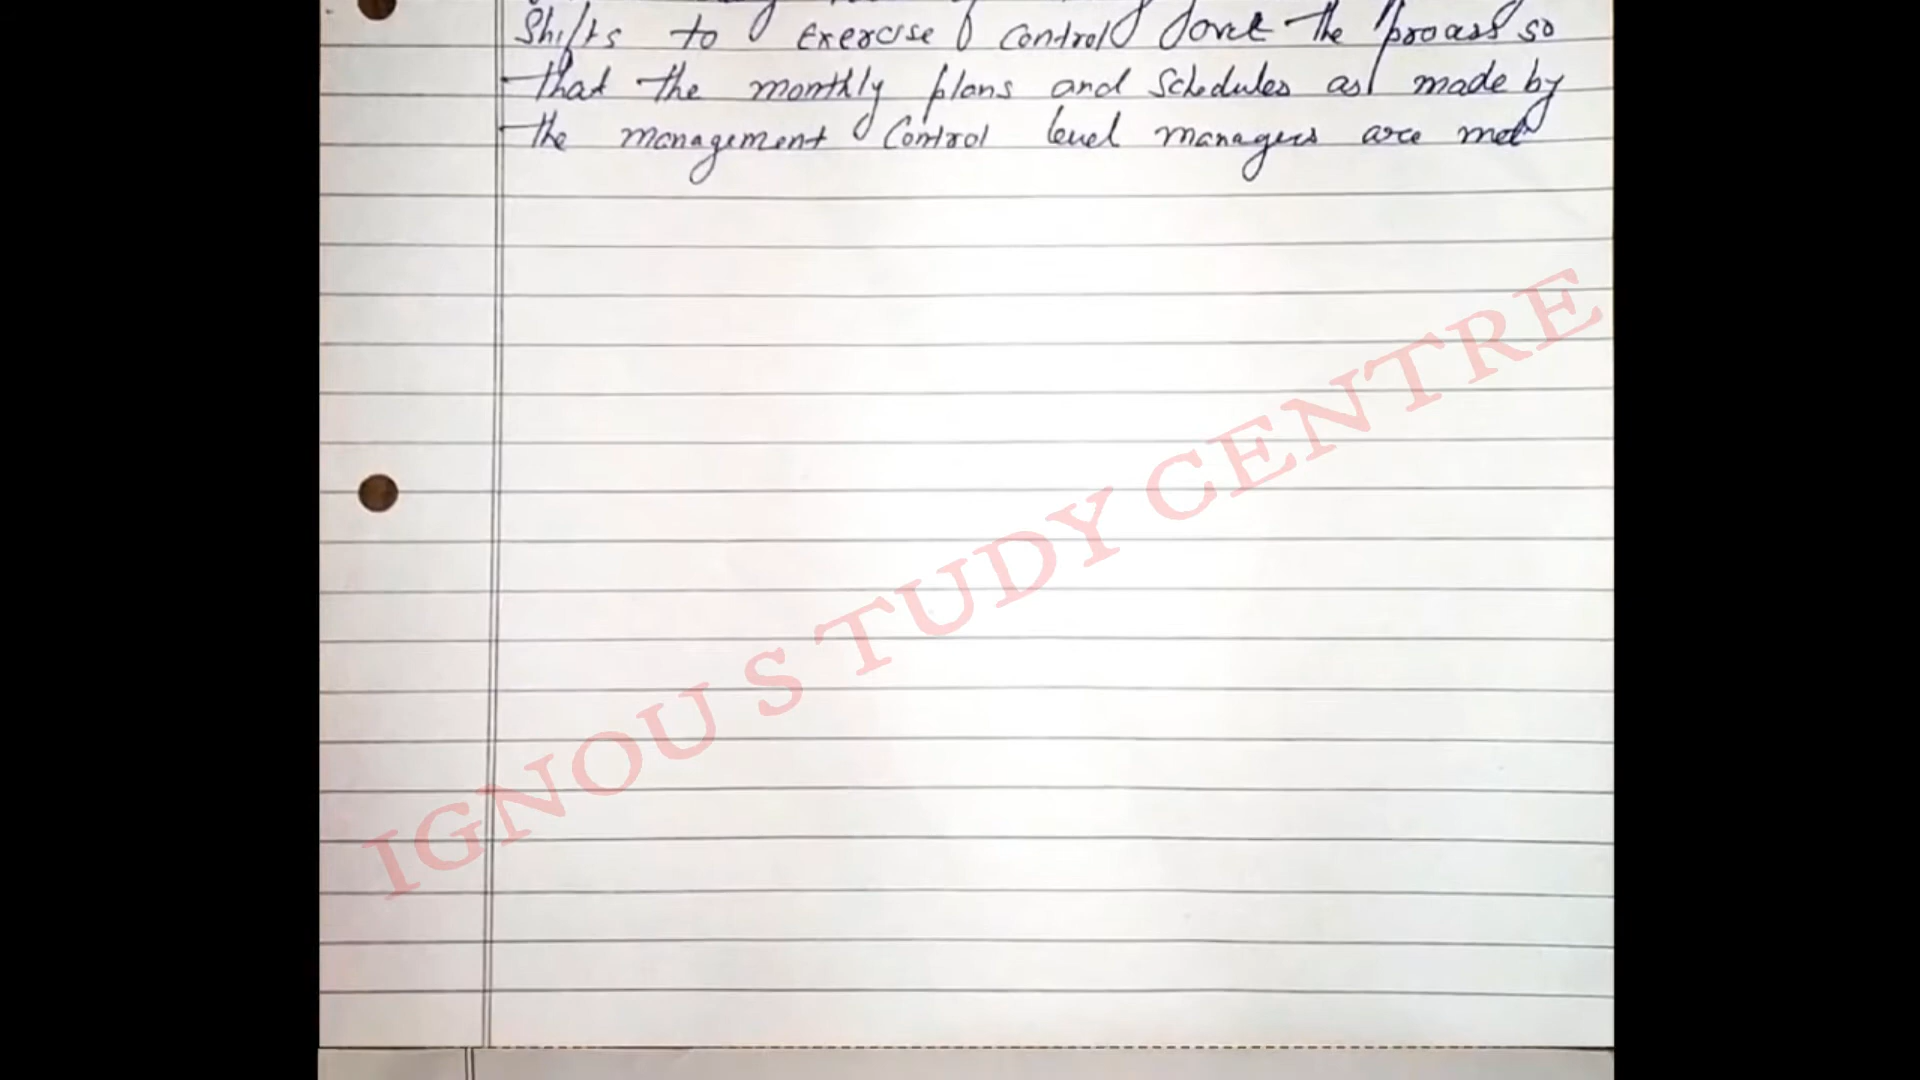 Shifts to exercise control over the process so
that the monthly plans and schedules as made by
the management Control level managers are met
IGNOU STUDY CENTRE